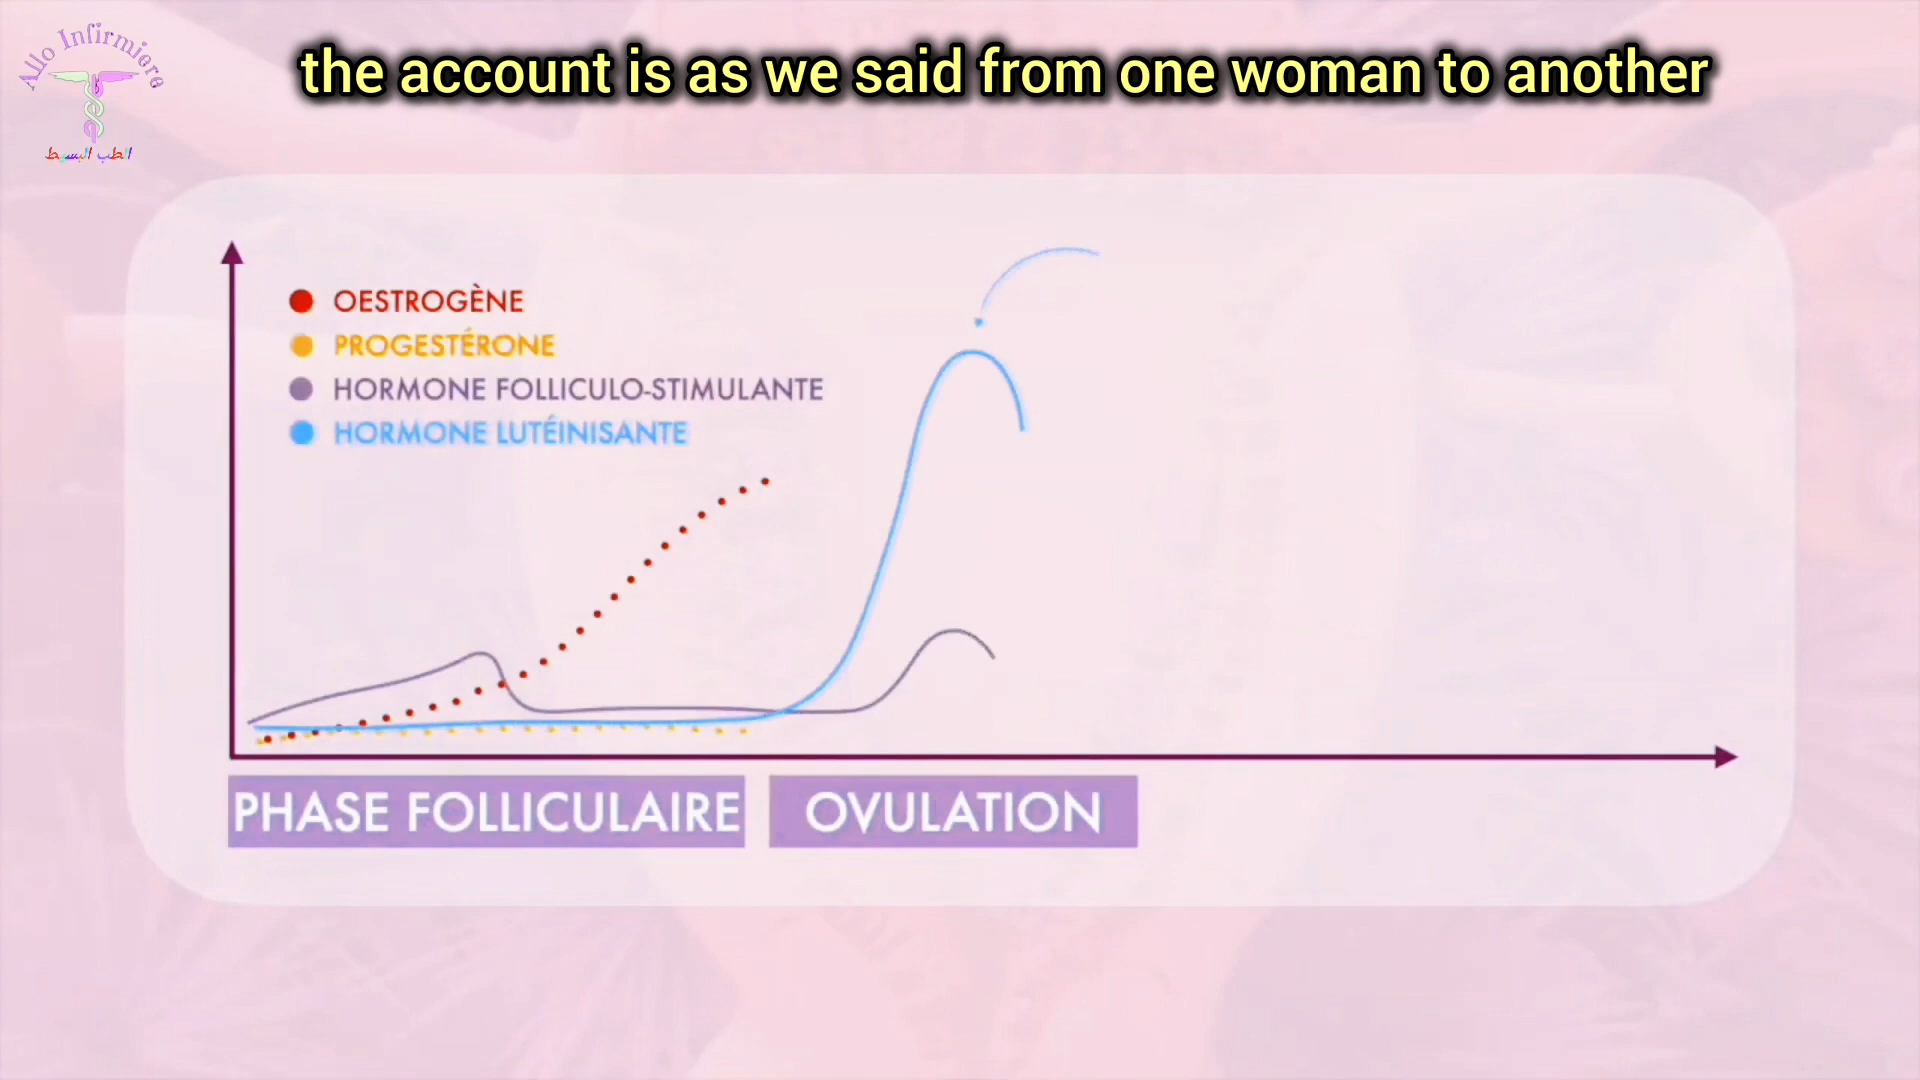 Allo Infirmiere
الطب البسيط
the account is as we said from one woman to another
OESTROGÈNE
PROGESTÉRONE
HORMONE FOLLICULO-STIMULANTE
HORMONE LUTÉINISANTE
PHASE FOLLICULAIRE
OVULATION